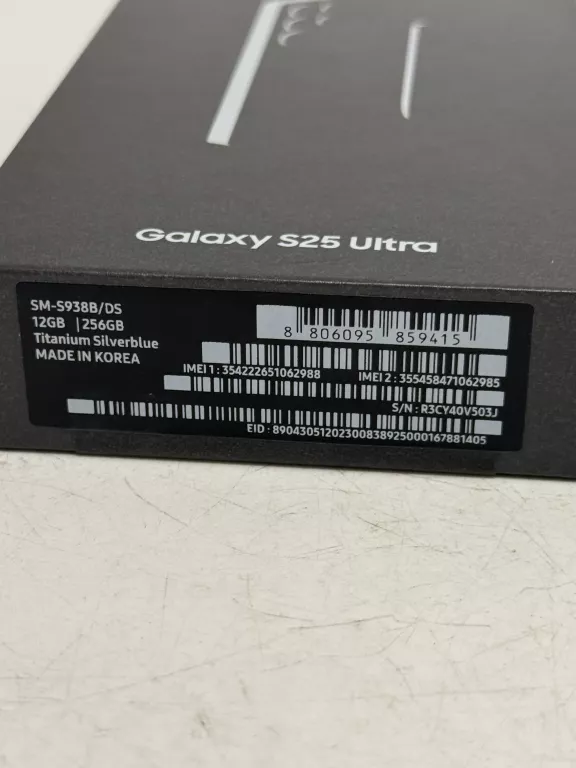 Galaxy S25 Ultra
SM-S938B/DS
12GB | 256GB
Titanium Silverblue
MADE IN KOREA
8 806095 859415
IMEI 1 : 354222651062988
IMEI 2 : 355458471062985
S/N : R3CY40V503J
EID : 89043051202300838925000167881405